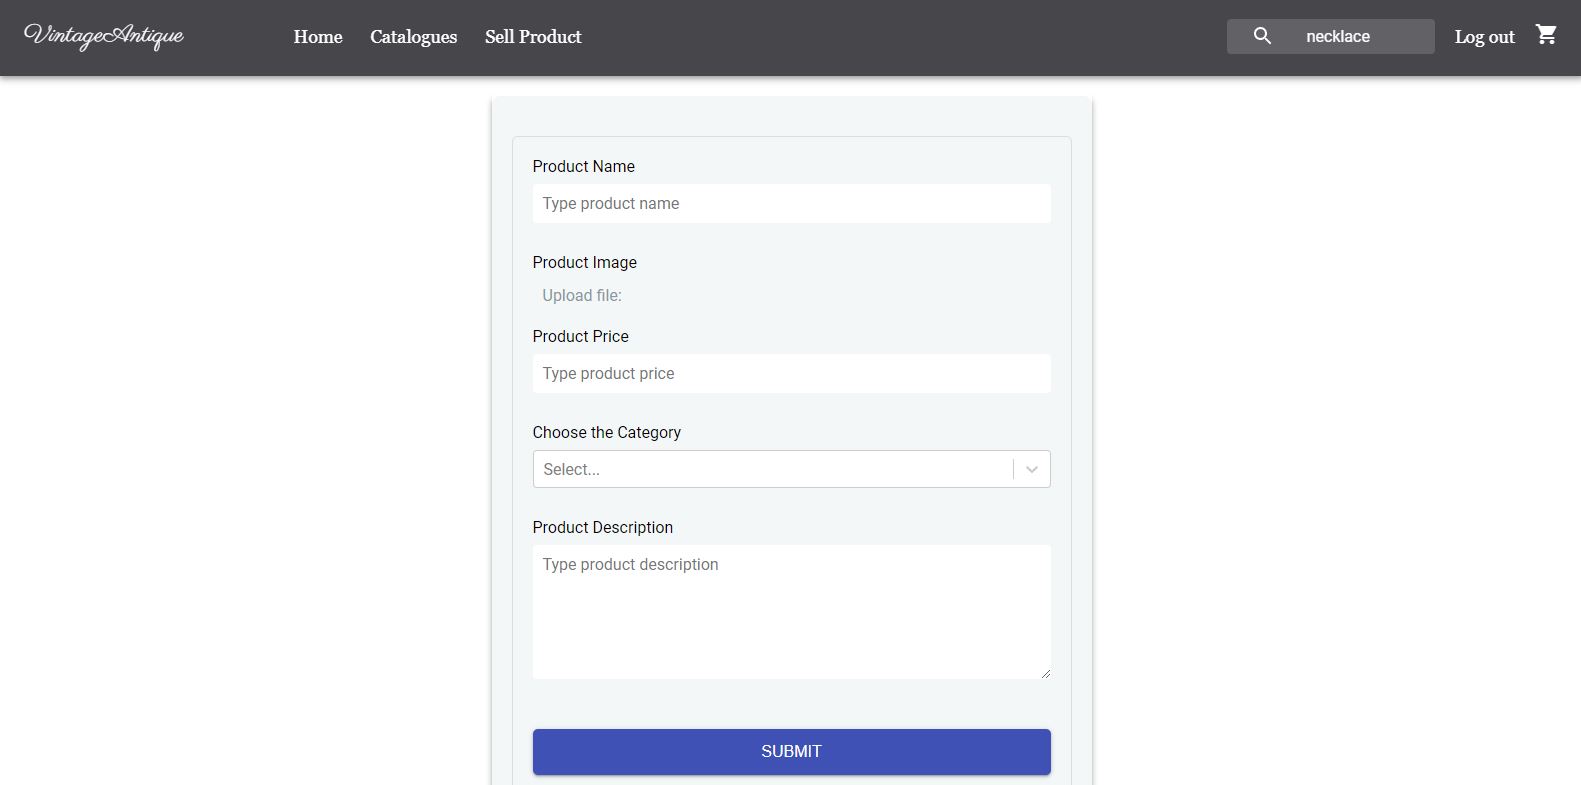 VintageAntique Home Catalogues Sell Product necklace Log out
Product Name
Type product name
Product Image
Upload file:
Product Price
Type product price
Choose the Category
Select...
Product Description
Type product description
SUBMIT